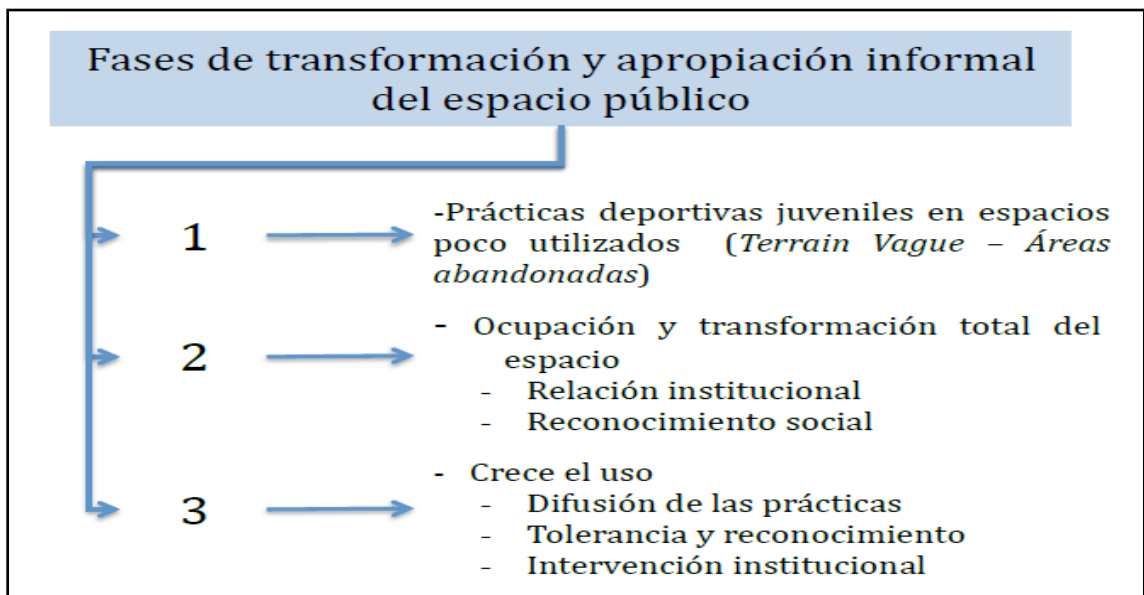 Fases de transformación y apropiación informal
del espacio público
1
-Prácticas deportivas juveniles en espacios
poco utilizados (Terrain Vague – Áreas
abandonadas)
2
- Ocupación y transformación total del
espacio
- Relación institucional
- Reconocimiento social
3
- Crece el uso
- Difusión de las prácticas
- Tolerancia y reconocimiento
- Intervención institucional